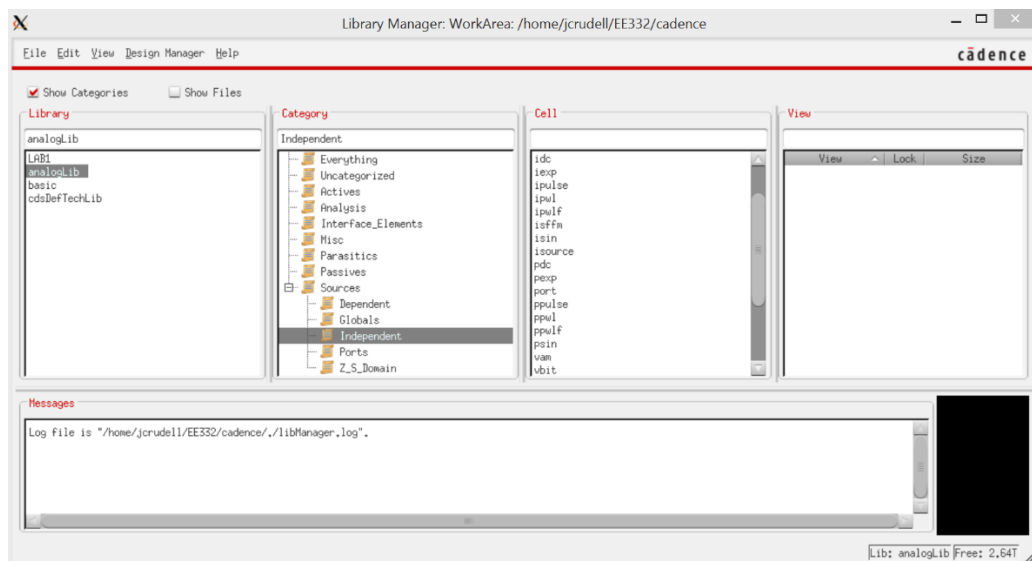 Library Manager: WorkArea: /home/jcrudell/EE332/cadence
File Edit View Design Manager Help
cādence
Show Categories Show Files
Library
analogLib
LAB1
analogLib
basic
cdsDefTechLib
Category
Independent
Everything
Uncategorized
Actives
Analysis
Interface_Elements
Misc
Parasitics
Passives
Sources
Dependent
Globals
Independent
Ports
Z_S_Domain
Cell
idc
iexp
ipulse
ipwl
ipwlf
isffm
isin
isource
pdc
pexp
port
ppulse
ppwl
ppwlf
psin
vam
vbit
View
View Lock Size
Messages
Log file is "/home/jcrudell/EE332/cadence/./libManager.log".
Lib: analogLib Free: 2.64T